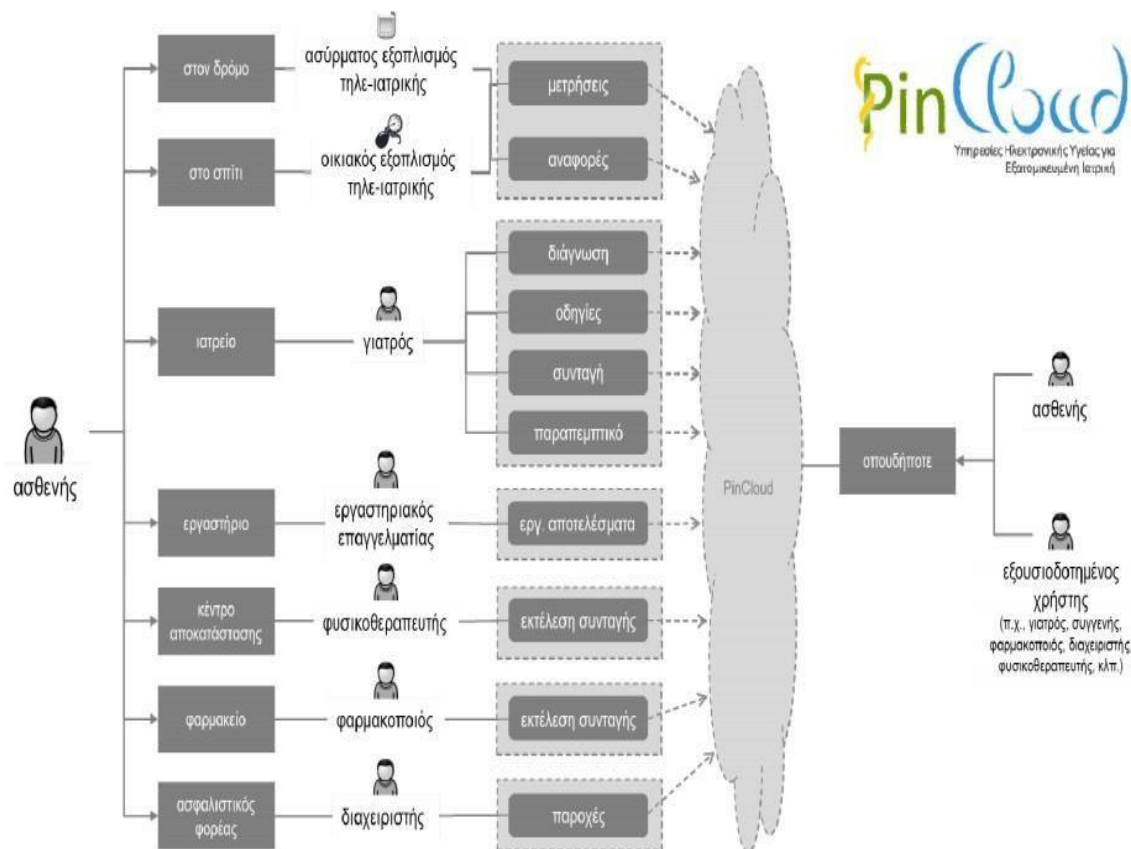 στον δρόμο
ασύρματος εξοπλισμός
τηλε-ιατρικής
μετρήσεις
αναφορές
στο σπίτι
οικιακός εξοπλισμός
τηλε-ιατρικής
PinCloud
Υπηρεσίες Ηλεκτρονικής Υγείας για
Εξατομικευμένη Ιατρική
ιατρείο
γιατρός
διάγνωση
οδηγίες
συνταγή
παραπεμπτικό
ασθενής
εργαστήριο
εργαστηριακός
επαγγελματίας
εργ. αποτελέσματα
κέντρο
αποκατάστασης
φυσικοθεραπευτής
εκτέλεση συνταγής
φαρμακείο
φαρμακοποιός
εκτέλεση συνταγής
ασφαλιστικός
φορέας
διαχειριστής
παροχές
PinCloud
οπουδήποτε
ασθενής
εξουσιοδοτημένος
χρήστης
(π.χ., γιατρός, συγγενής,
φαρμακοποιός, διαχειριστής,
φυσικοθεραπευτής, κλπ.)